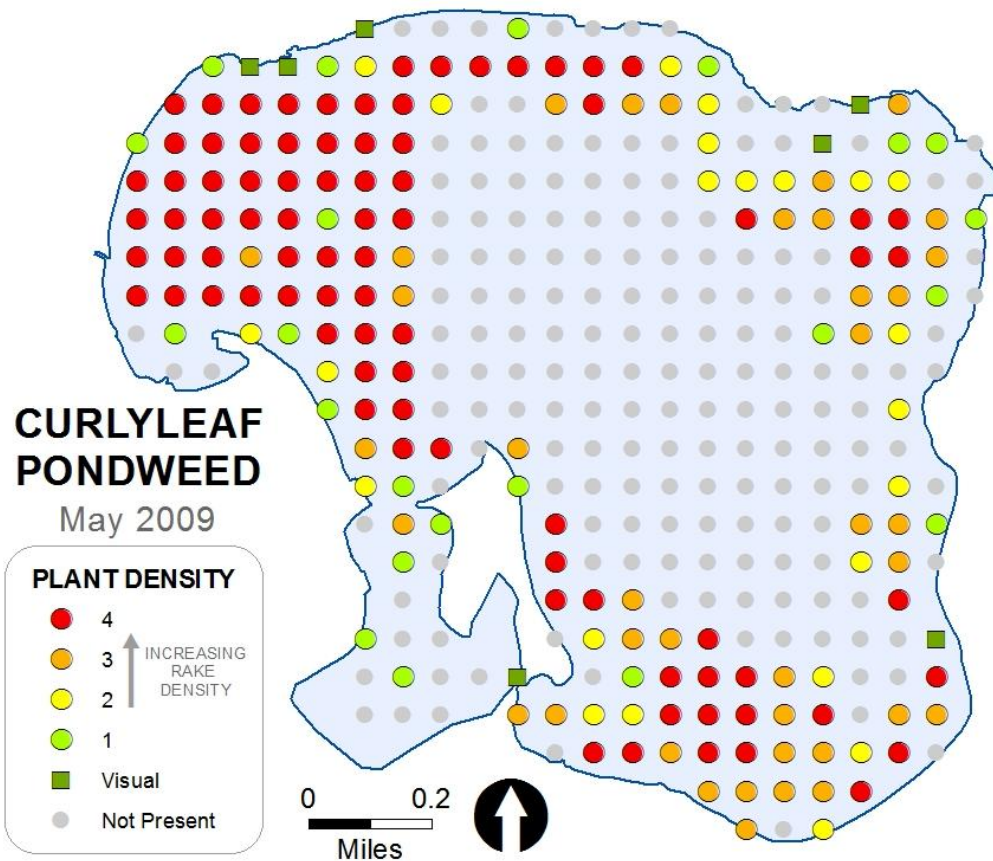 CURLYLEAF
PONDWEED
May 2009
PLANT DENSITY
4
3
2
1
INCREASING
RAKE
DENSITY
Visual
Not Present
0 0.2
Miles